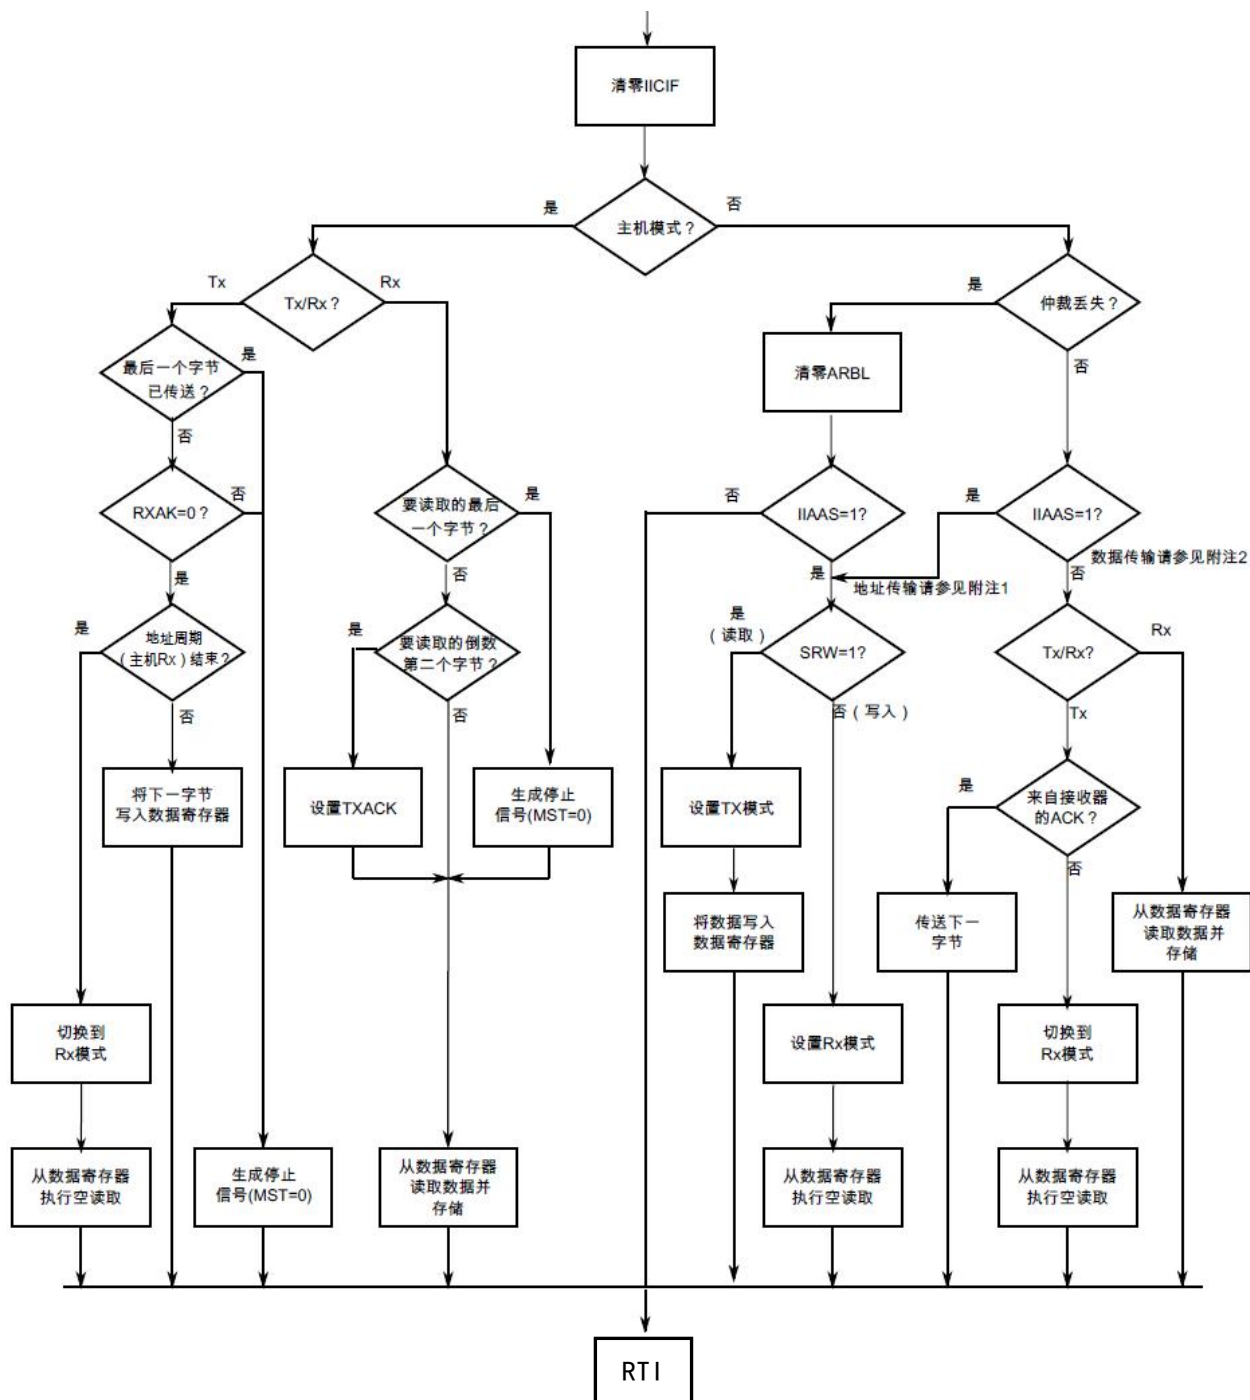 清零IICIF
主机模式？
是
否
Tx/Rx？
Tx
Rx
仲裁丢失？
是
否
最后一个字节
已传送？
是
否
清零ARBL
RXAK=0？
否
是
要读取的最后
一个字节？
是
否
IIAAS=1?
否
是
IIAAS=1?
是
否
数据传输请参见附注2
地址传输请参见附注1
地址周期
（主机Rx）结束？
是
否
要读取的倒数
第二个字节？
是
否
SRW=1?
是
（读取）
否（写入）
Tx/Rx?
Rx
Tx
将下一字节
写入数据寄存器
设置TXACK
生成停止
信号(MST=0)
设置TX模式
来自接收器
的ACK？
是
否
将数据写入
数据寄存器
传送下一
字节
从数据寄存器
读取数据并
存储
切换到
Rx模式
设置Rx模式
切换到
Rx模式
从数据寄存器
执行空读取
生成停止
信号(MST=0)
从数据寄存器
读取数据并
存储
从数据寄存器
执行空读取
从数据寄存器
执行空读取
RTI